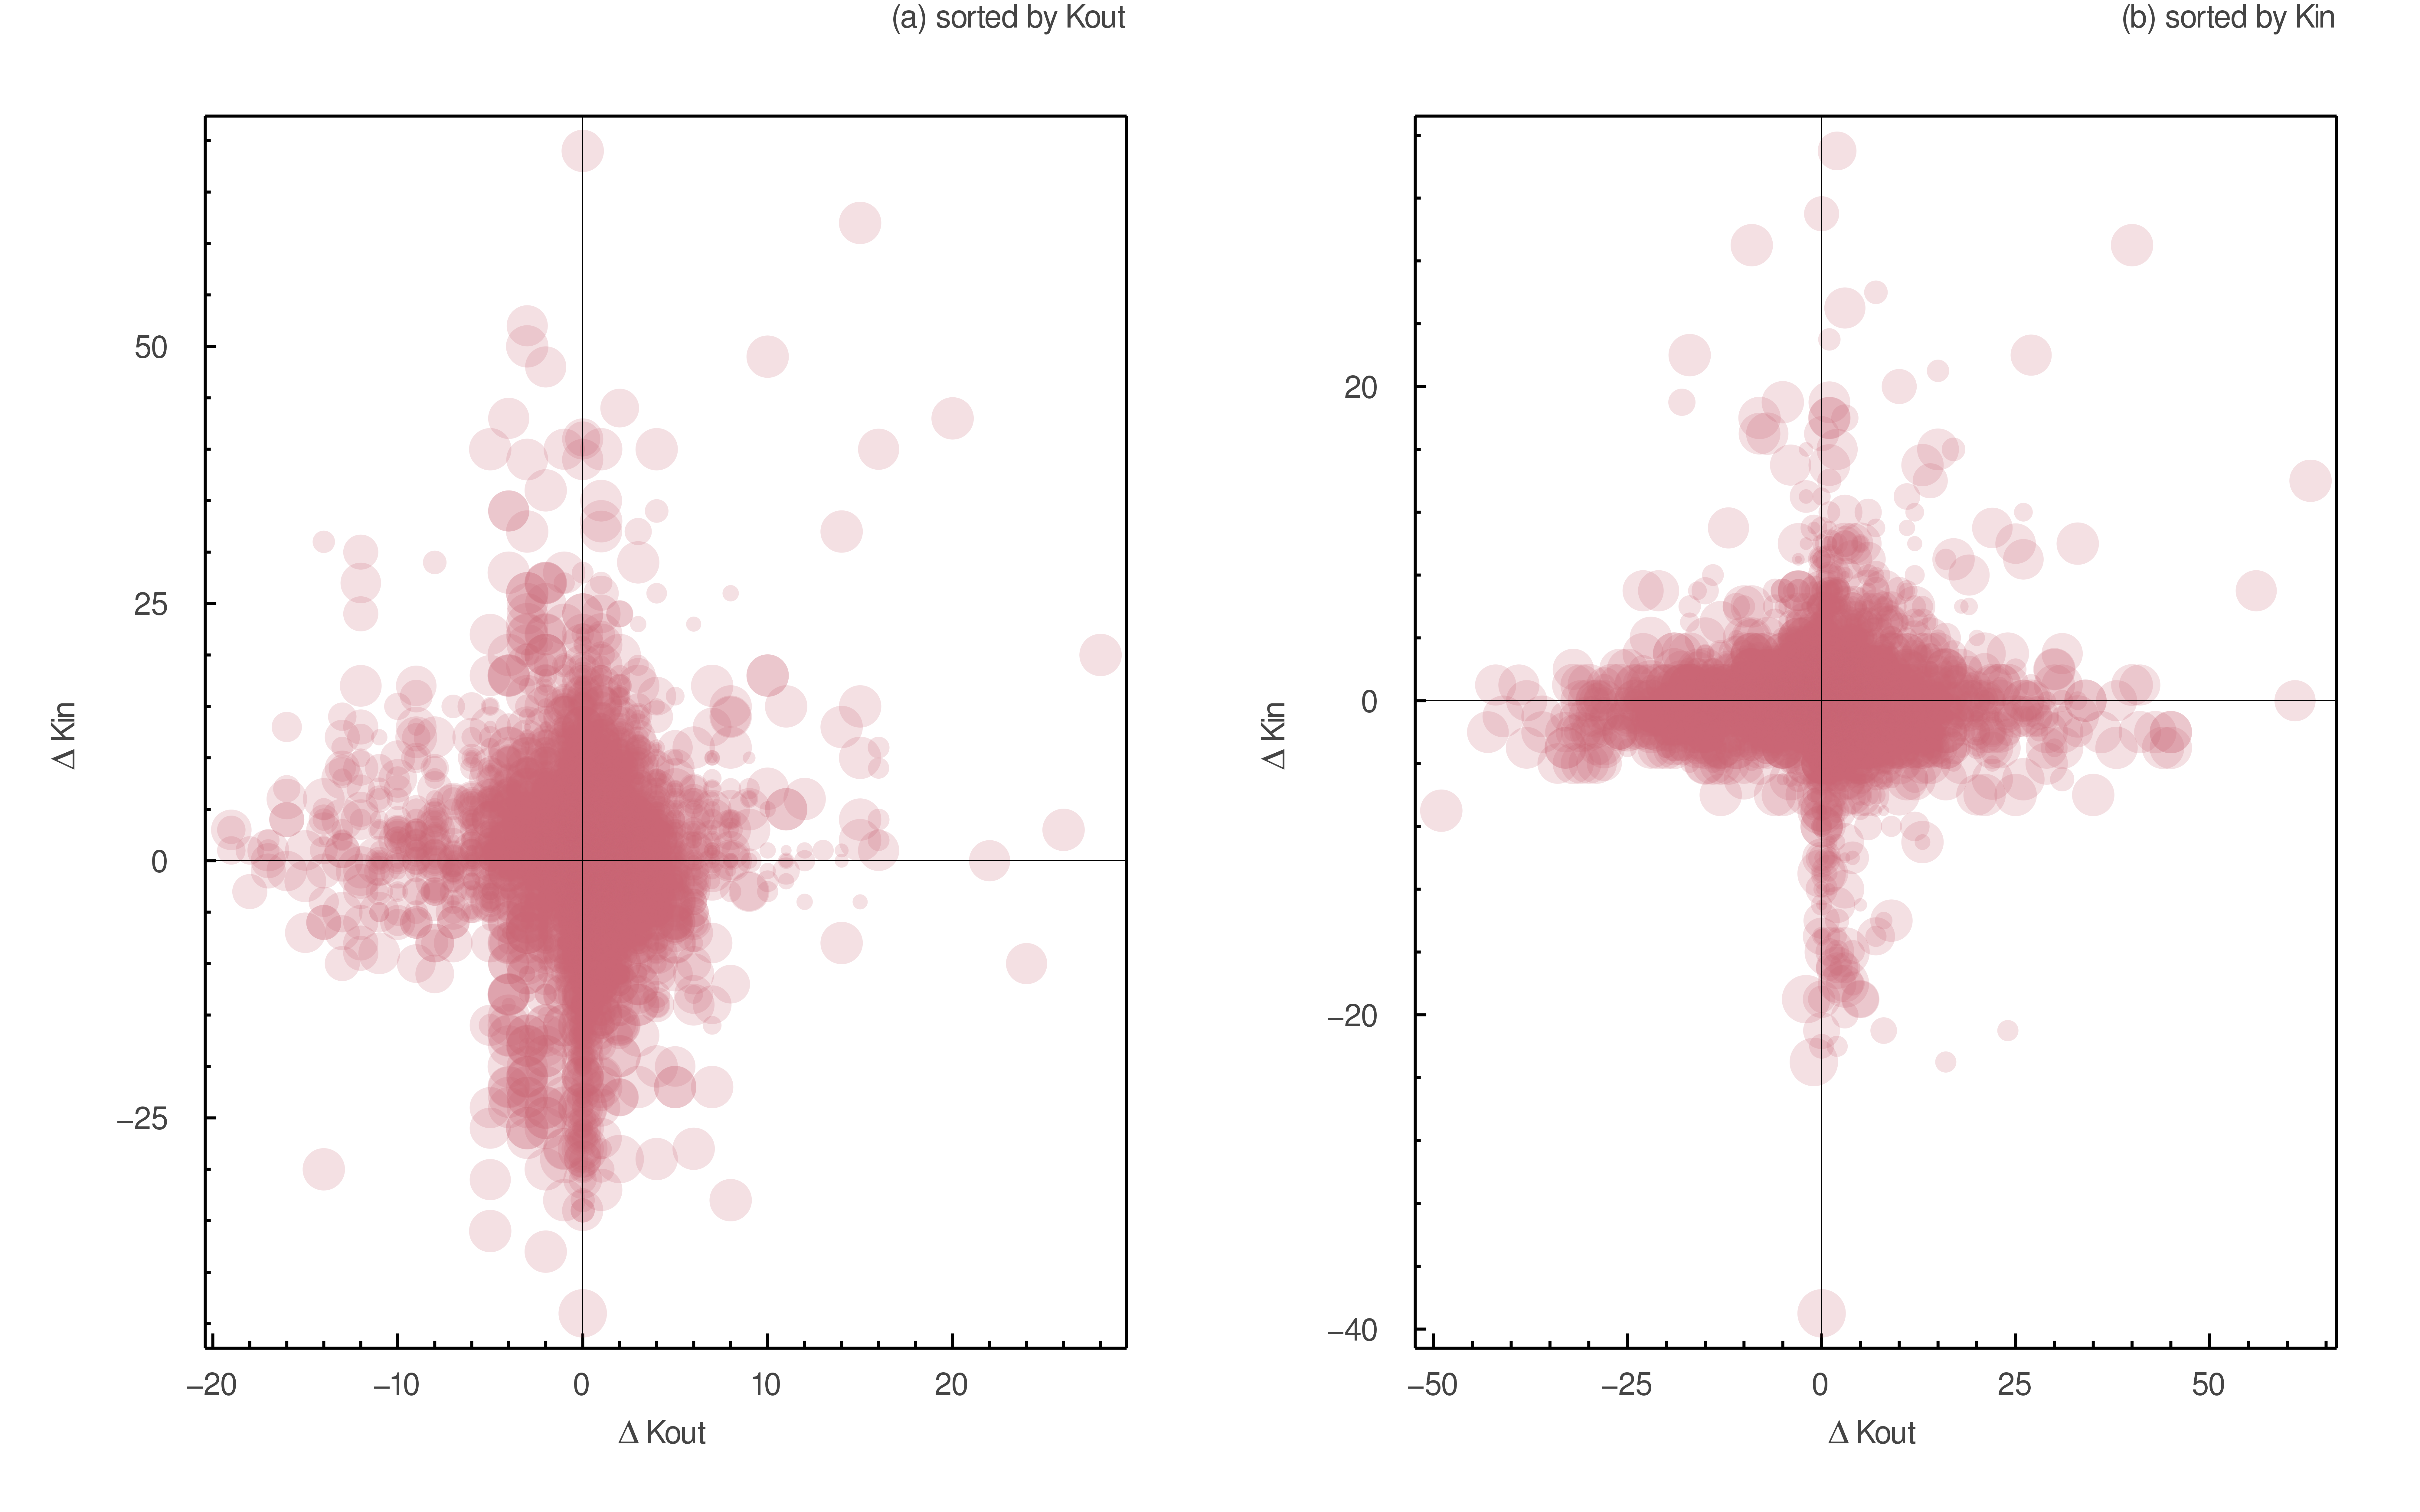 (a) sorted by Kout
50
25
0
−25
Δ Kin
−20 −10 0 10 20
Δ Kout
(b) sorted by Kin
20
0
−20
−40
Δ Kin
−50 −25 0 25 50
Δ Kout